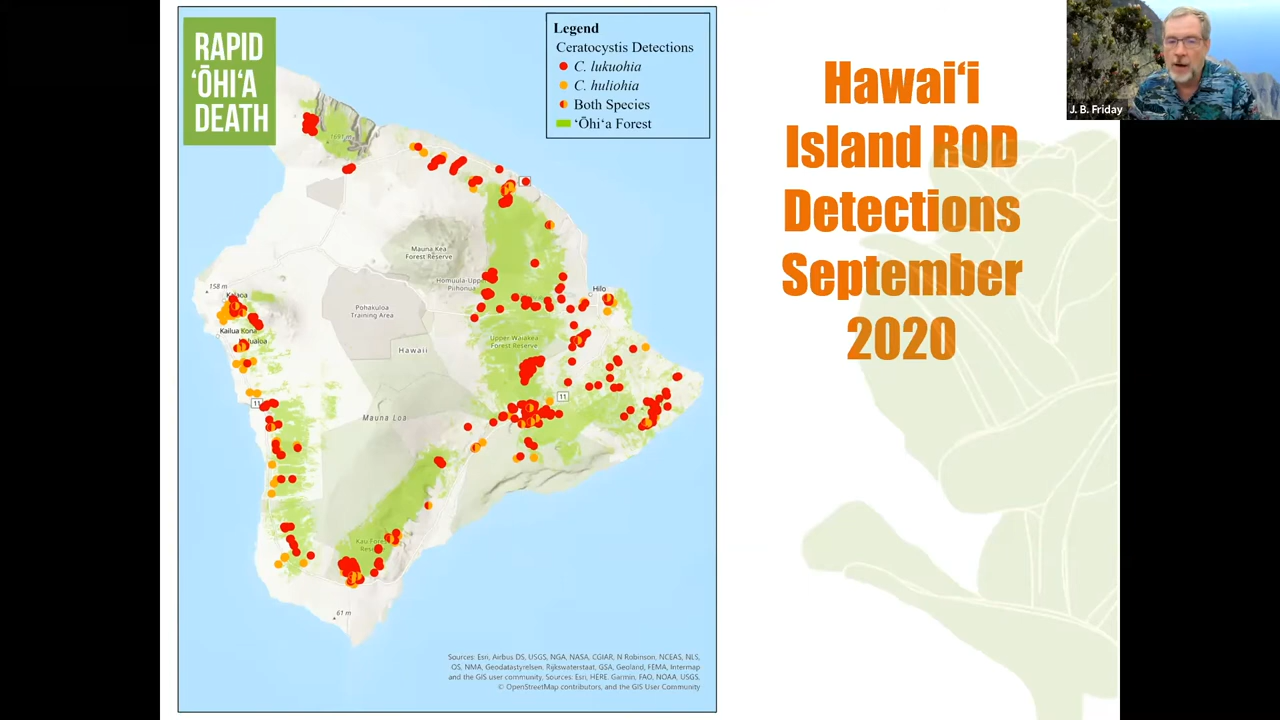 RAPID
ʻŌHIʻA
DEATH
Legend
Ceratocystis Detections
C. lukuohia
C. huliohia
Both Species
ʻŌhiʻa Forest
Hawaiʻi
Island ROD
Detections
September
2020
J. B. Friday
Mauna Kea
Forest Reserve
Pohakuloa
Training Area
Hawaii
Mauna Loa
Upper Waiakea
Forest Reserve
Hilo
158 m
Kalaoa
Kailua Kona
11
11
61 m
Sources: Esri, Airbus DS, USGS, NGA, NASA, CGIAR, N Robinson, NCEAS, NLS,
OS, NMA, Geodatastyrelsen, Rijkswaterstaat, GSA, Geoland, FEMA, Intermap
and the GIS user community, Sources: Esri, HERE, Garmin, FAO, NOAA, USGS,
© OpenStreetMap contributors, and the GIS User Community